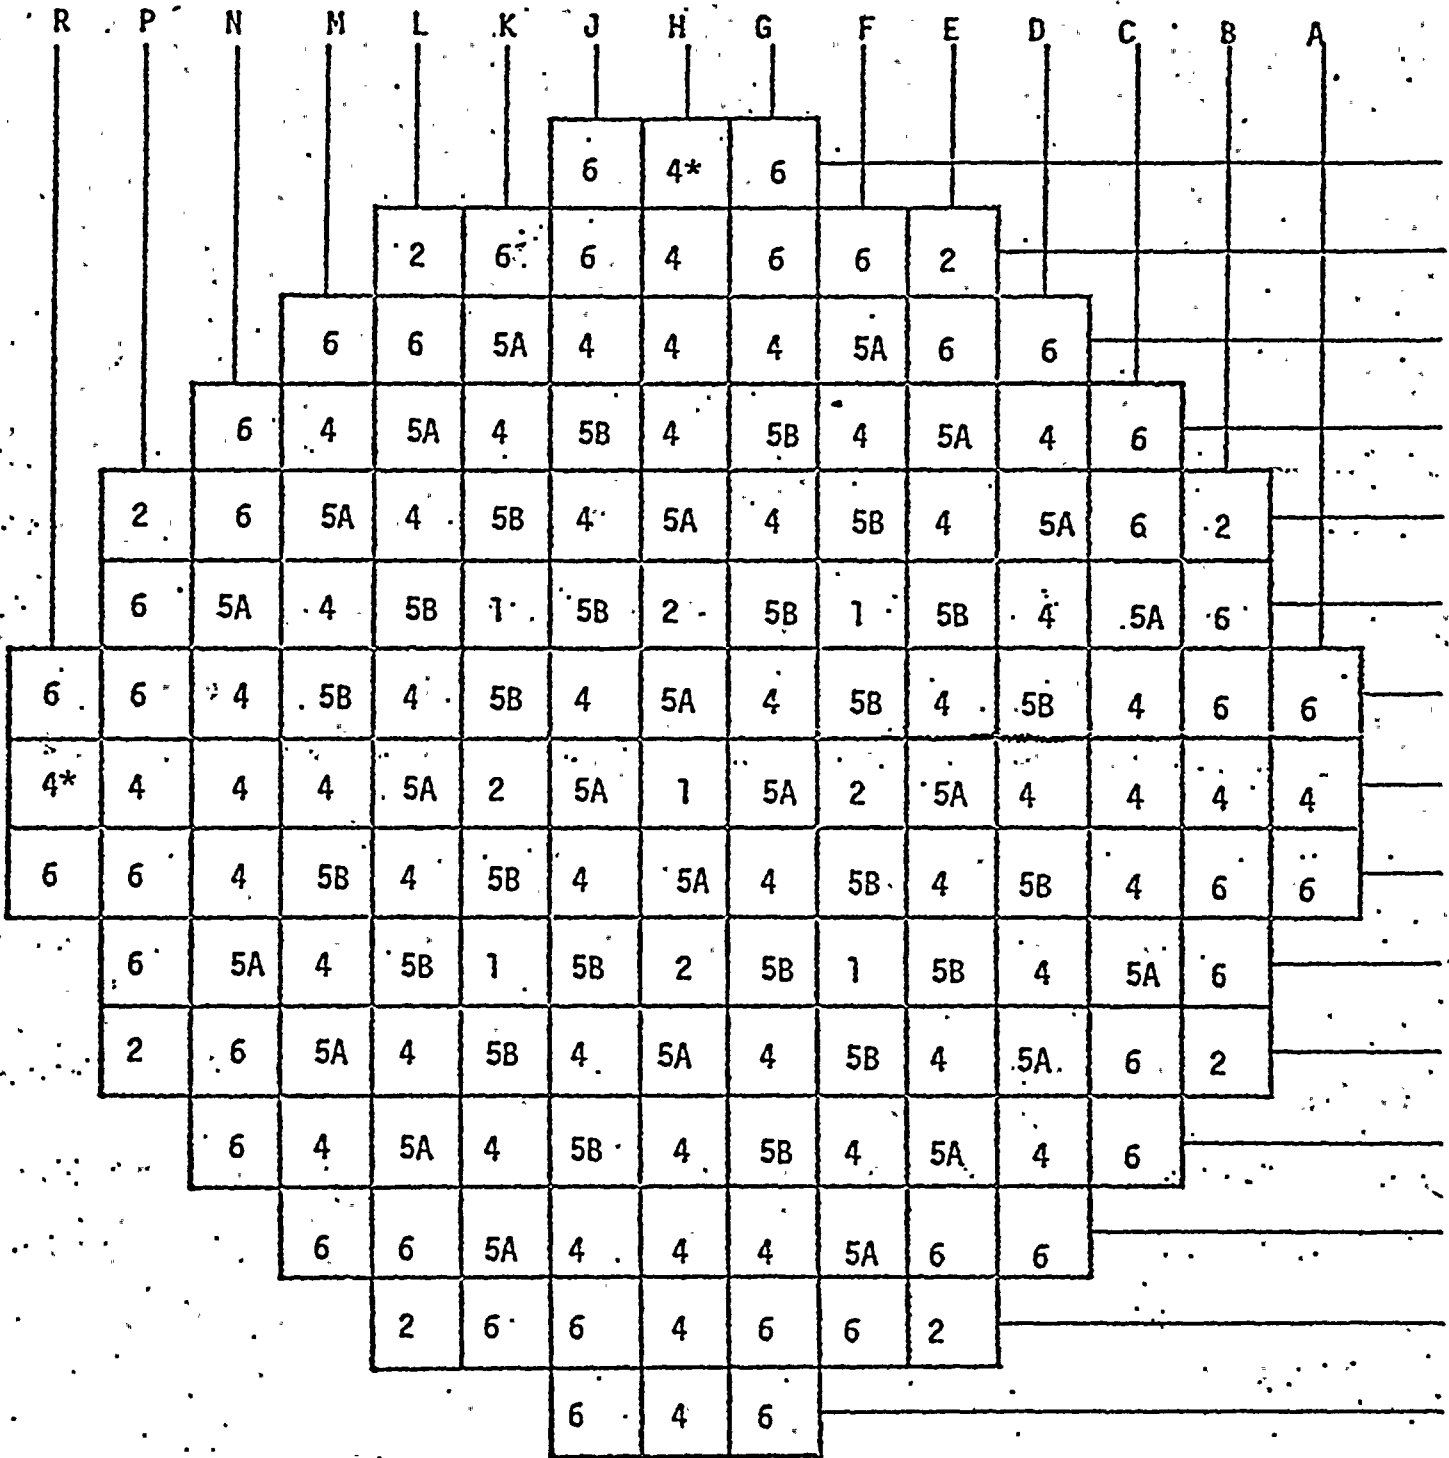 R P N M L K J H G F E D C B A
6 4* 6
2 6 6 4 6 6 2
6 6 5A 4 4 4 5A 6 6
6 4 5A 4 5B 4 5B 4 5A 4 6
2 6 5A 4 5B 4 5A 4 5B 4 5A 6 2
6 5A 4 5B 1 5B 2 5B 1 5B 4 5A 6
6 6 4 5B 4 5B 4 5A 4 5B 4 5B 4 6 6
4* 4 4 4 5A 2 5A 1 5A 2 5A 4 4 4 4
6 6 4 5B 4 5B 4 5A 4 5B 4 5B 4 6 6
6 5A 4 5B 1 5B 2 5B 1 5B 4 5A 6
2 6 5A 4 5B 4 5A 4 5B 4 5A 6 2
6 4 5A 4 5B 4 5B 4 5A 4 6
6 6 5A 4 4 4 5A 6 6
2 6 6 4 6 6 2
6 4 6